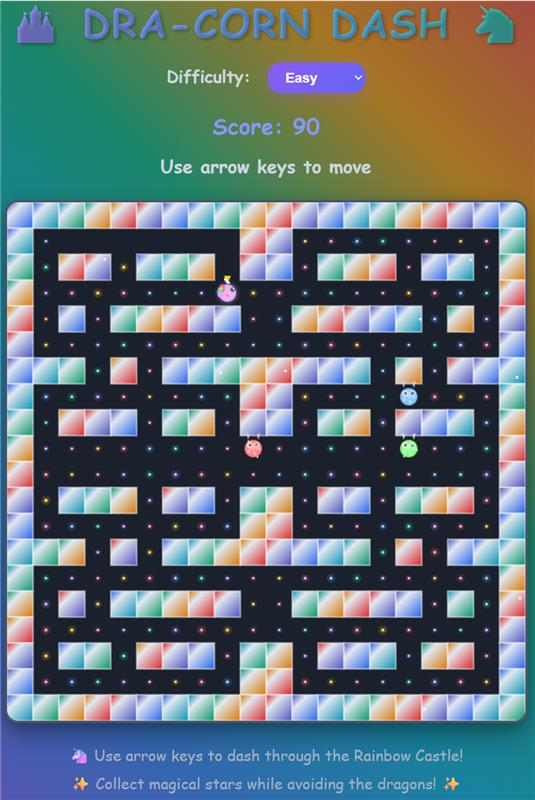 DRA-CORN DASH
Difficulty: Easy
Score: 90
Use arrow keys to move
Use arrow keys to dash through the Rainbow Castle!
Collect magical stars while avoiding the dragons!